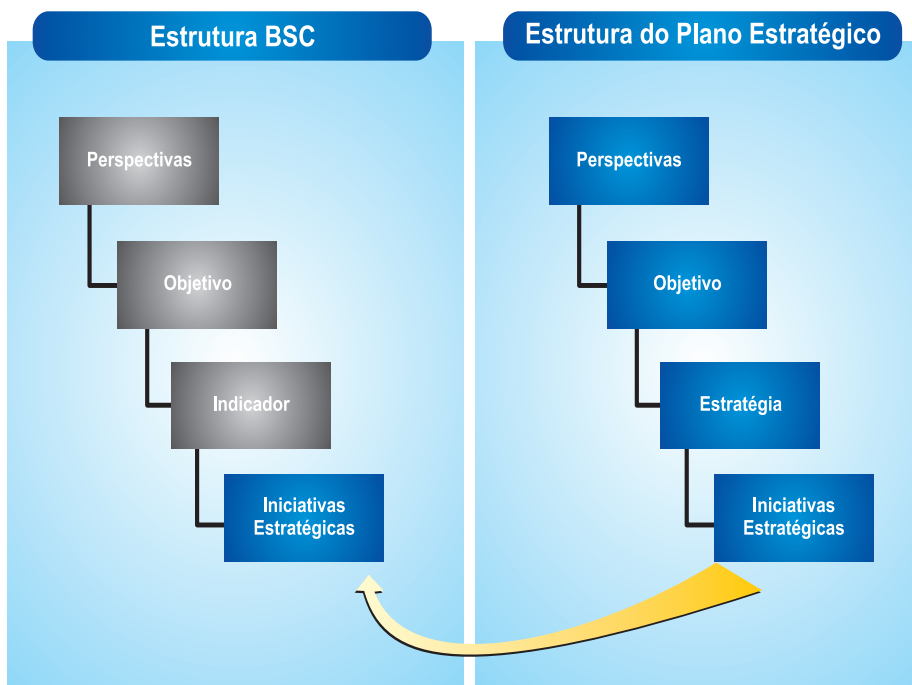 Estrutura BSC
Perspectivas
Objetivo
Indicador
Iniciativas
Estratégicas
Estrutura do Plano Estratégico
Perspectivas
Objetivo
Estratégia
Iniciativas
Estratégicas